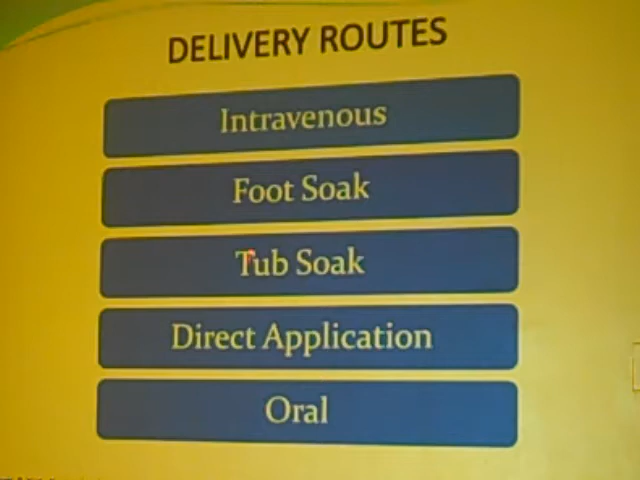 DELIVERY ROUTES
Intravenous
Foot Soak
Tub Soak
Direct Application
Oral